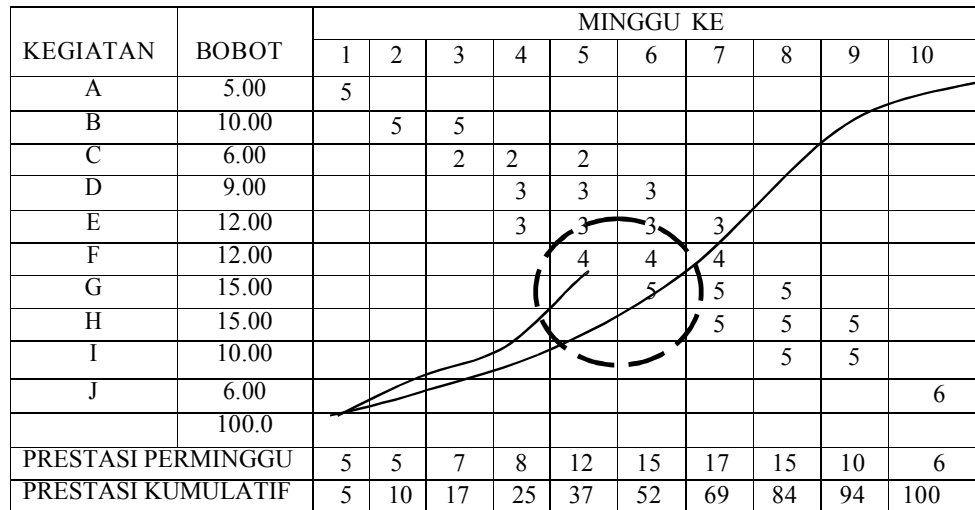 MINGGU KE
KEGIATAN BOBOT 1 2 3 4 5 6 7 8 9 10
A 5.00 5
B 10.00 5 5
C 6.00 2 2 2
D 9.00 3 3 3
E 12.00 3 3 3 3
F 12.00 4 4 4
G 15.00 5 5 5
H 15.00 5 5 5
I 10.00 5 5
J 6.00 6
100.0
PRESTASI PERMINGGU 5 5 7 8 12 15 17 15 10 6
PRESTASI KUMULATIF 5 10 17 25 37 52 69 84 94 100